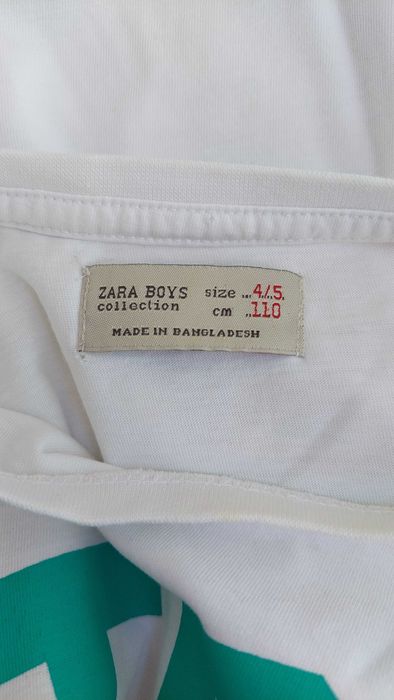 ZARA BOYS size ...4/5.
collection cm ..110
MADE IN BANGLADESH